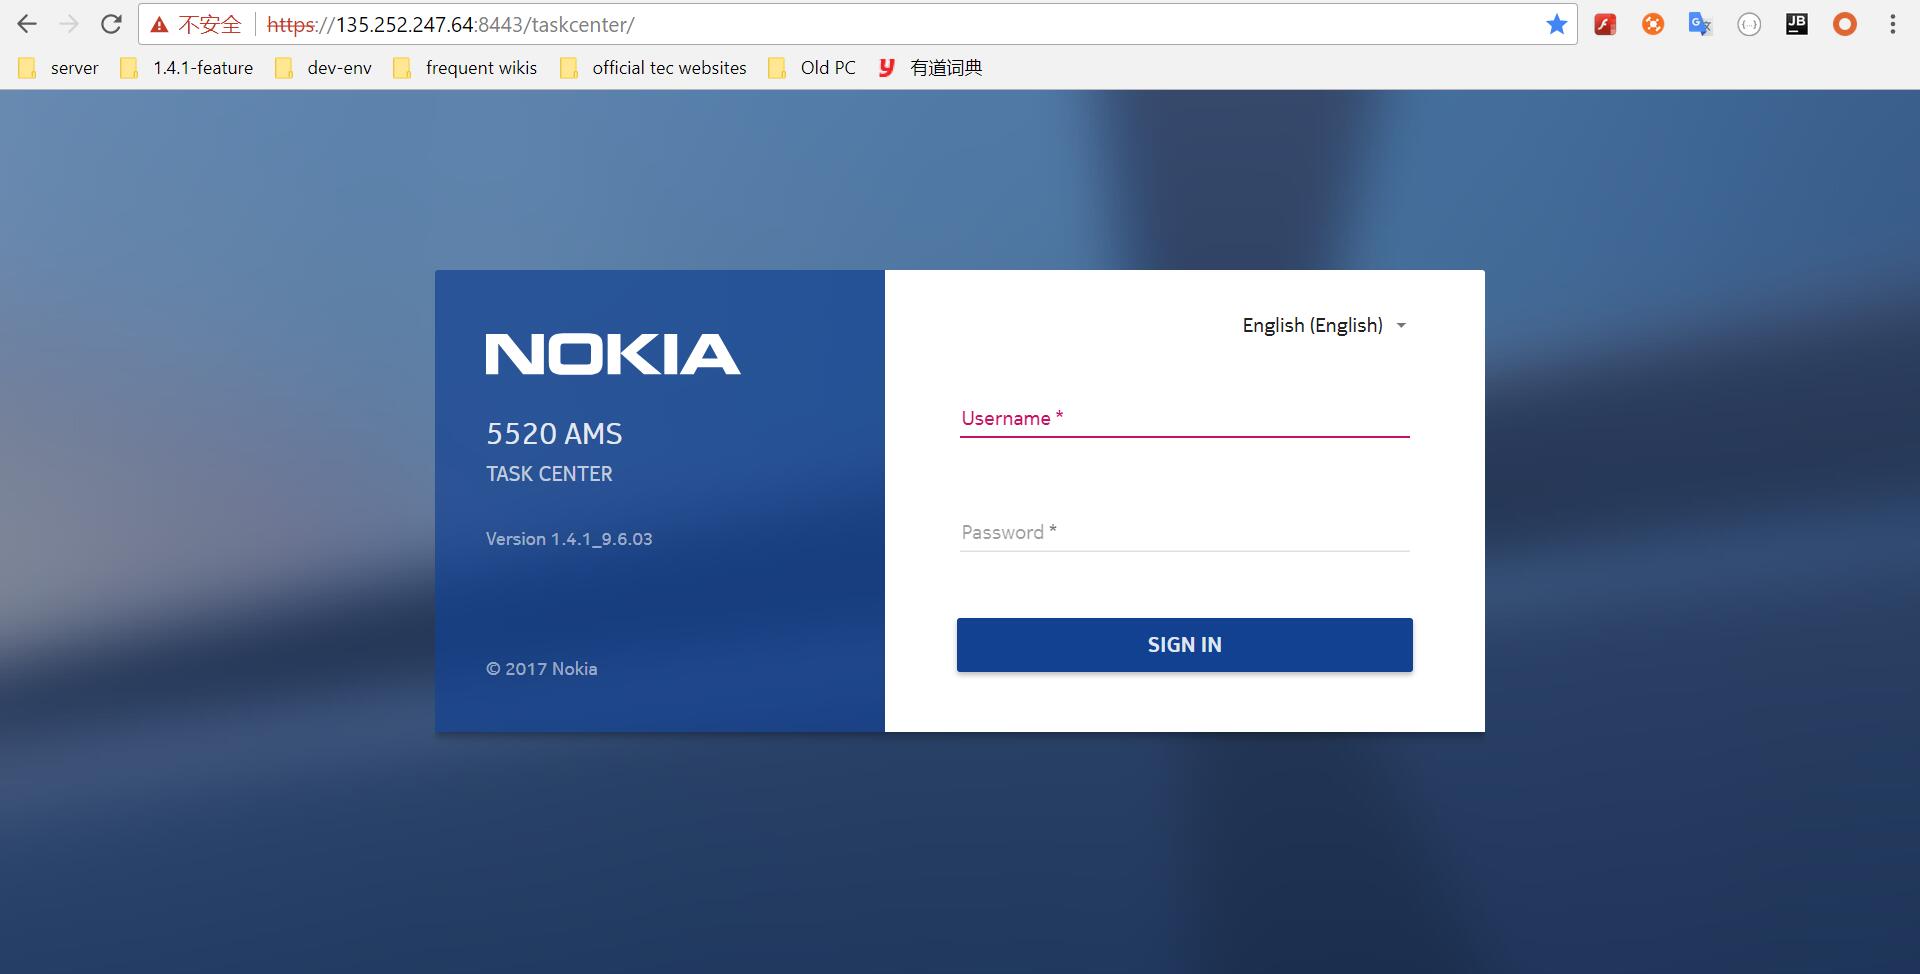 不安全 https://135.252.247.64:8443/taskcenter/
server 1.4.1-feature dev-env frequent wikis official tec websites Old PC 有道词典
NOKIA
5520 AMS
TASK CENTER
Version 1.4.1_9.6.03
© 2017 Nokia
English (English)
Username *
Password *
SIGN IN